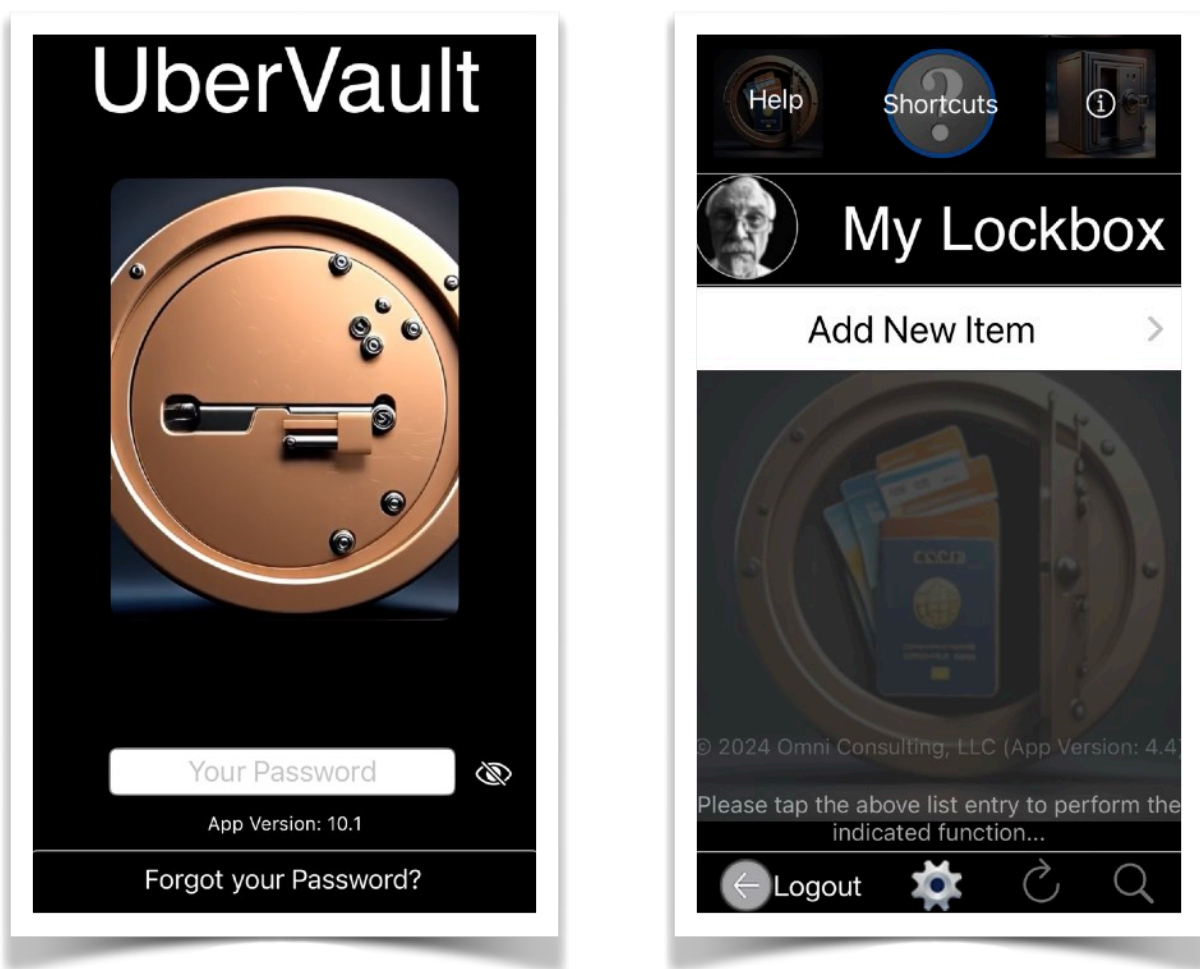 UberVault
Your Password
App Version: 10.1
Forgot your Password?
Help
Shortcuts
My Lockbox
Add New Item
© 2024 Omni Consulting, LLC (App Version: 4.4)
Please tap the above list entry to perform the
indicated function...
Logout